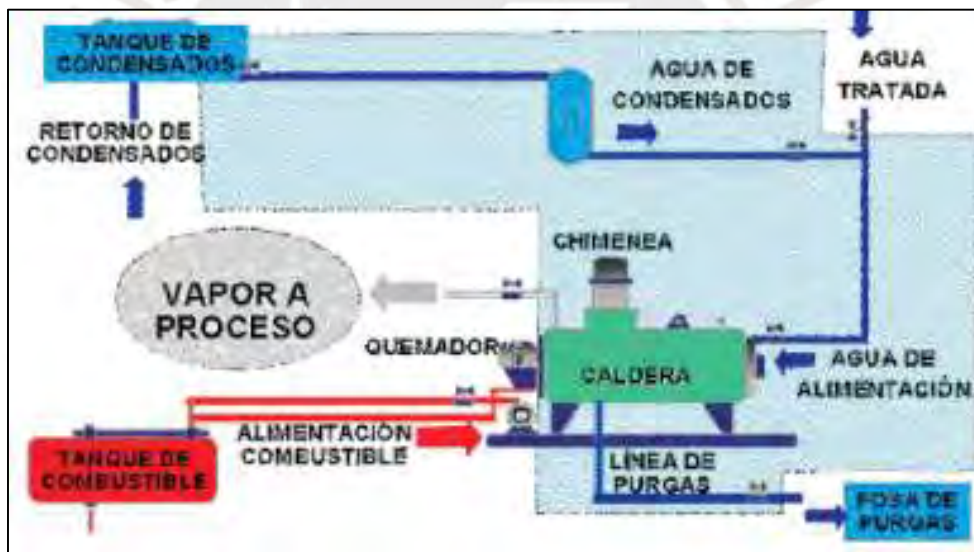 TANQUE DE
CONDENSADOS
AGUA DE
CONDENSADOS
AGUA
TRATADA
RETORNO DE
CONDENSADOS
CHIMENEA
VAPOR A
PROCESO
QUEMADOR
CALDERA
AGUA DE
ALIMENTACIÓN
ALIMENTACIÓN
COMBUSTIBLE
TANQUE DE
COMBUSTIBLE
LÍNEA DE
PURGAS
FOSA DE
PURGAS